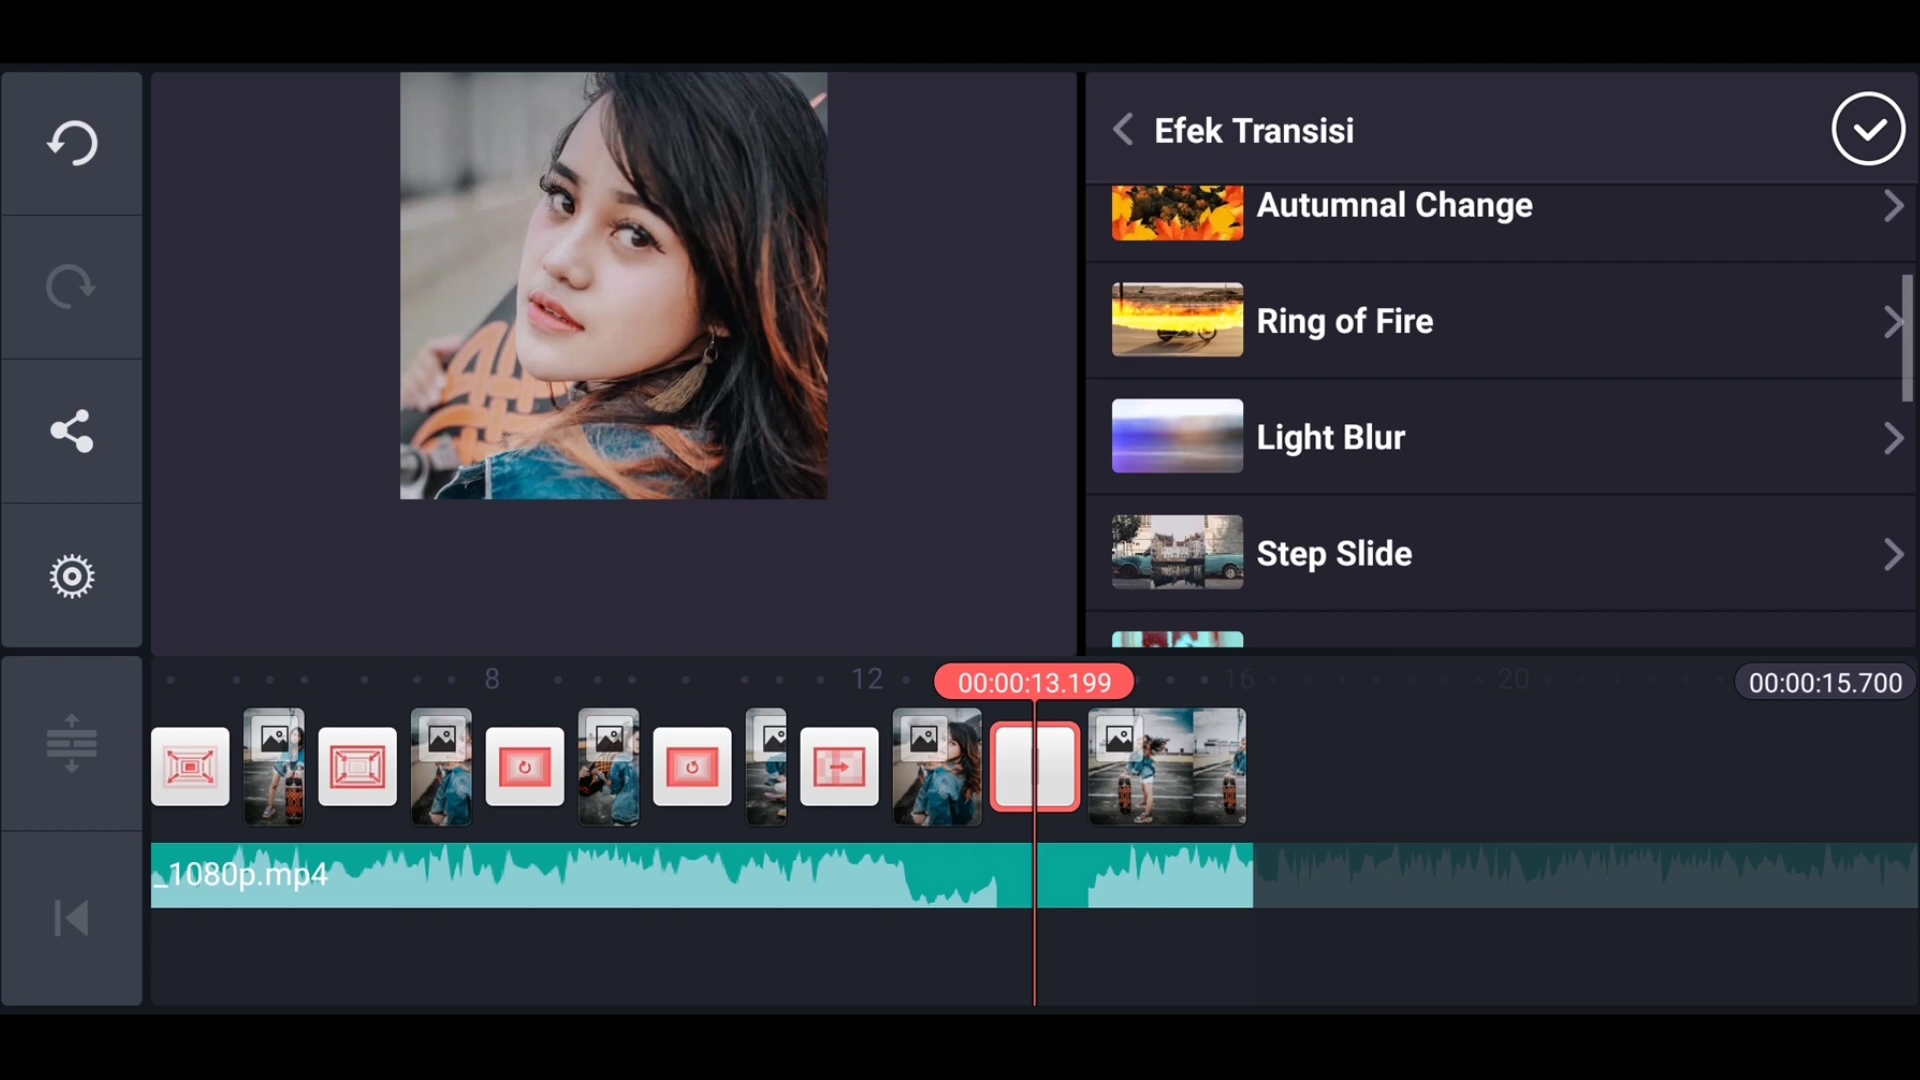 Efek Transisi
Autumnal Change
Ring of Fire
Light Blur
Step Slide
8
12
00:00:13.199
16
20
00:00:15.700
_1080p.mp4